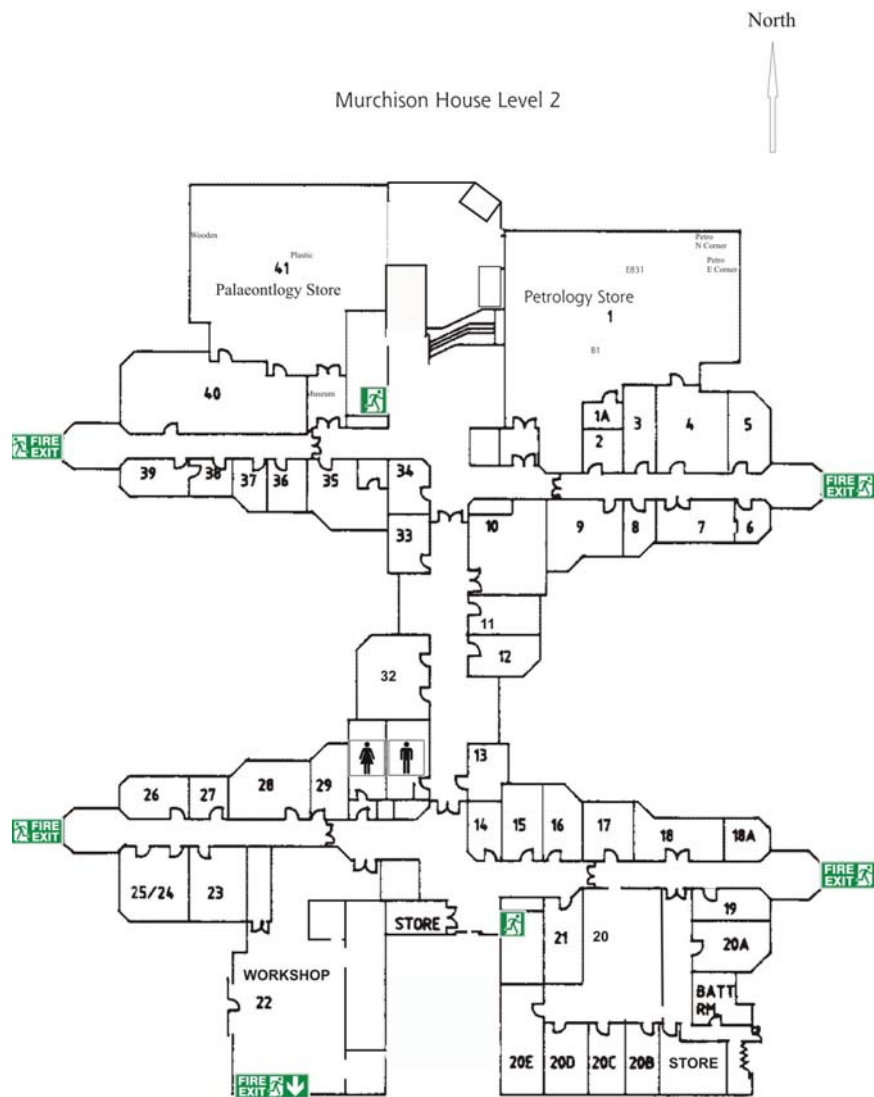 North
Murchison House Level 2
Wooden
Plastic
41
Palaeontlogy Store
Petro
N Corner
Petro
E Corner
EB31
Petrology Store
1
B1
40
Museum
1A
2
3
4
5
FIRE
EXIT
39
38
37
36
35
34
33
FIRE
EXIT
10
9
8
7
6
11
12
32
13
26
27
28
29
14
15
16
17
18
18A
FIRE
EXIT
FIRE
EXIT
25/24
23
STORE
21
20
19
20A
WORKSHOP
22
BATT
RM
20E
20D
20C
20B
STORE
FIRE
EXIT